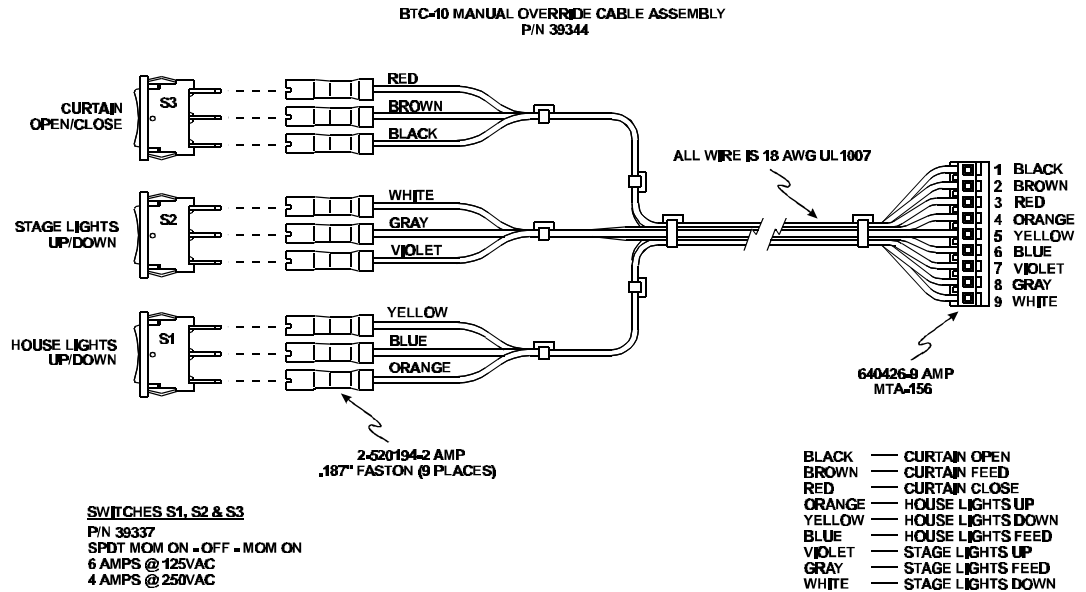 BTC-10 MANUAL OVERRIDE CABLE ASSEMBLY
P/N 39344
CURTAIN
OPEN/CLOSE
S3
RED
BROWN
BLACK
STAGE LIGHTS
UP/DOWN
S2
WHITE
GRAY
VIOLET
HOUSE LIGHTS
UP/DOWN
S1
YELLOW
BLUE
ORANGE
ALL WIRE IS 18 AWG UL1007
1 BLACK
2 BROWN
3 RED
4 ORANGE
5 YELLOW
6 BLUE
7 VIOLET
8 GRAY
9 WHITE
640426-9 AMP
MTA-156
2-520194-2 AMP
.187" FASTON (9 PLACES)
SWITCHES S1, S2 & S3
P/N 39337
SPDT MOM ON - OFF - MOM ON
6 AMPS @ 125VAC
4 AMPS @ 250VAC
BLACK — CURTAIN OPEN
BROWN — CURTAIN FEED
RED — CURTAIN CLOSE
ORANGE — HOUSE LIGHTS UP
YELLOW — HOUSE LIGHTS DOWN
BLUE — HOUSE LIGHTS FEED
VIOLET — STAGE LIGHTS UP
GRAY — STAGE LIGHTS FEED
WHITE — STAGE LIGHTS DOWN